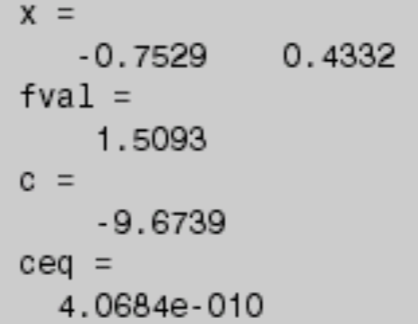 x =
-0.7529 0.4332
fval =
1.5093
c =
-9.6739
ceq =
4.0684e-010